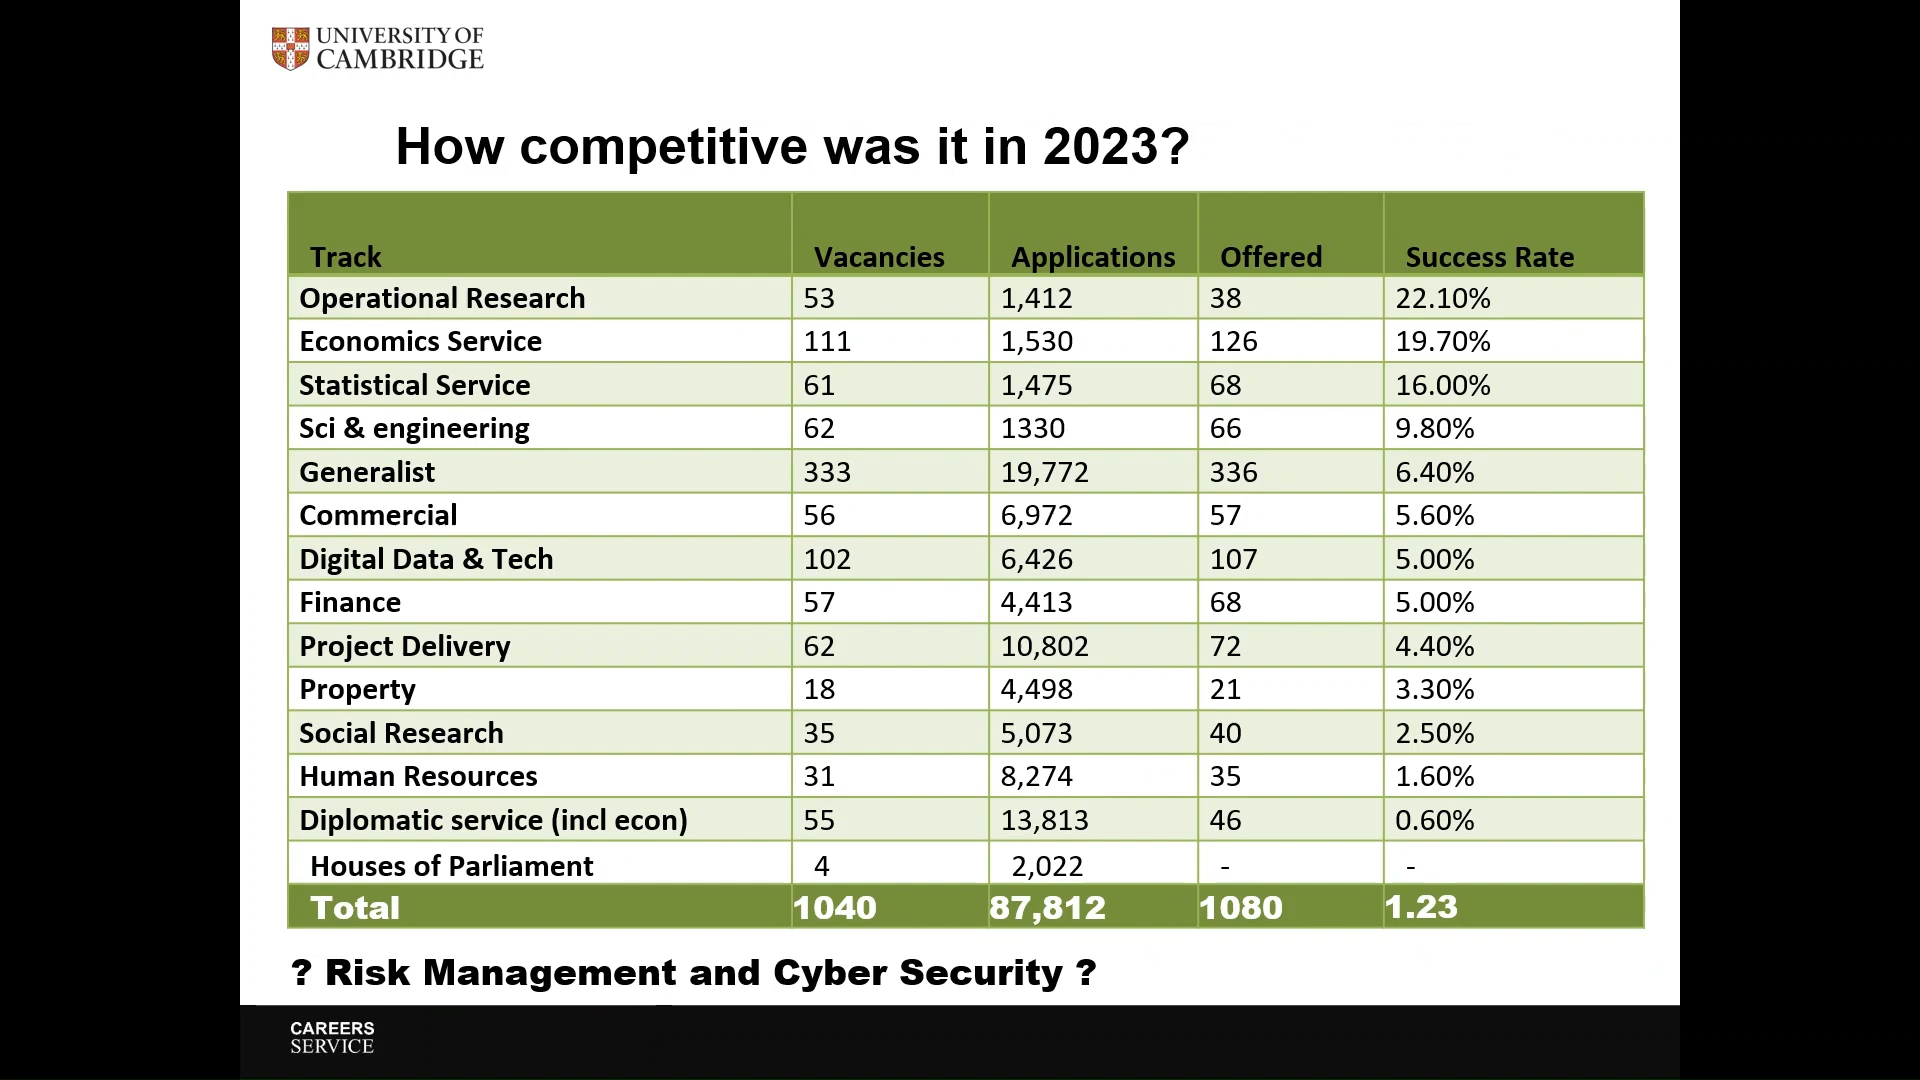 UNIVERSITY OF
CAMBRIDGE
How competitive was it in 2023?
Track Vacancies Applications Offered Success Rate
Operational Research 53 1,412 38 22.10%
Economics Service 111 1,530 126 19.70%
Statistical Service 61 1,475 68 16.00%
Sci & engineering 62 1330 66 9.80%
Generalist 333 19,772 336 6.40%
Commercial 56 6,972 57 5.60%
Digital Data & Tech 102 6,426 107 5.00%
Finance 57 4,413 68 5.00%
Project Delivery 62 10,802 72 4.40%
Property 18 4,498 21 3.30%
Social Research 35 5,073 40 2.50%
Human Resources 31 8,274 35 1.60%
Diplomatic service (incl econ) 55 13,813 46 0.60%
Houses of Parliament 4 2,022 - -
Total 1040 87,812 1080 1.23
? Risk Management and Cyber Security ?
CAREERS
SERVICE